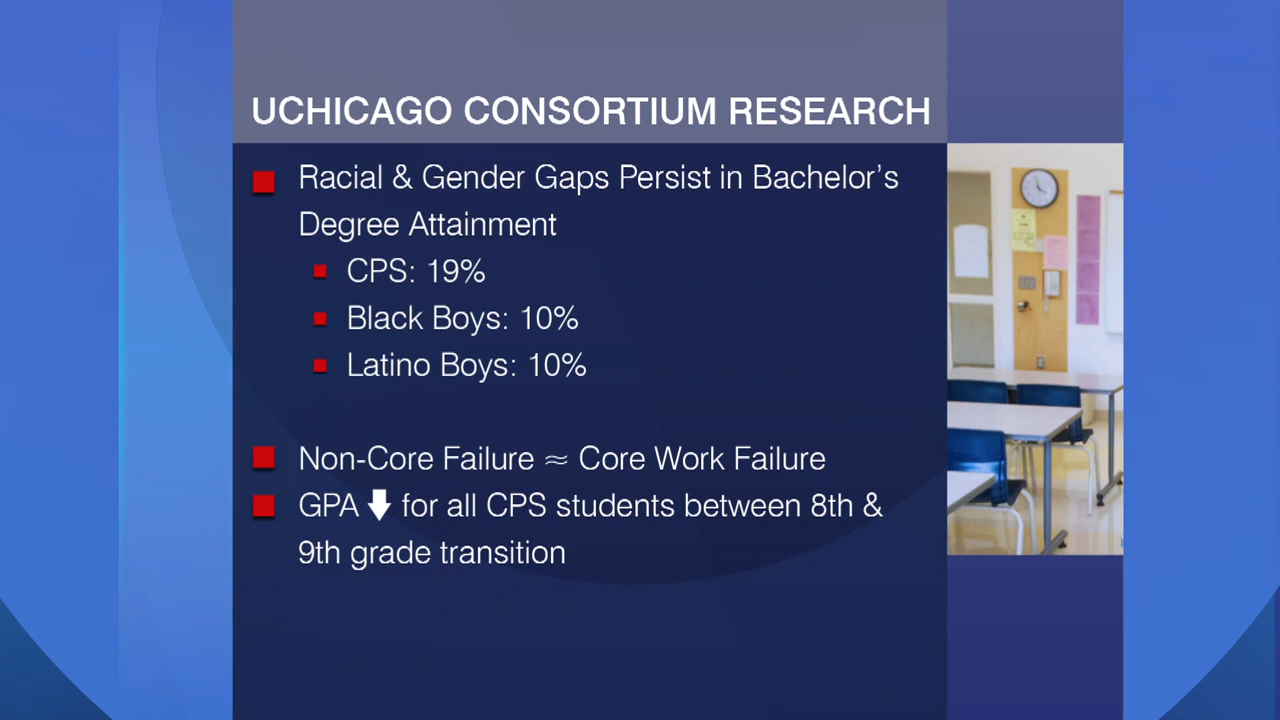 UCHICAGO CONSORTIUM RESEARCH
Racial & Gender Gaps Persist in Bachelor's
Degree Attainment
CPS: 19%
Black Boys: 10%
Latino Boys: 10%
Non-Core Failure ≈ Core Work Failure
GPA ⬇ for all CPS students between 8th &
9th grade transition